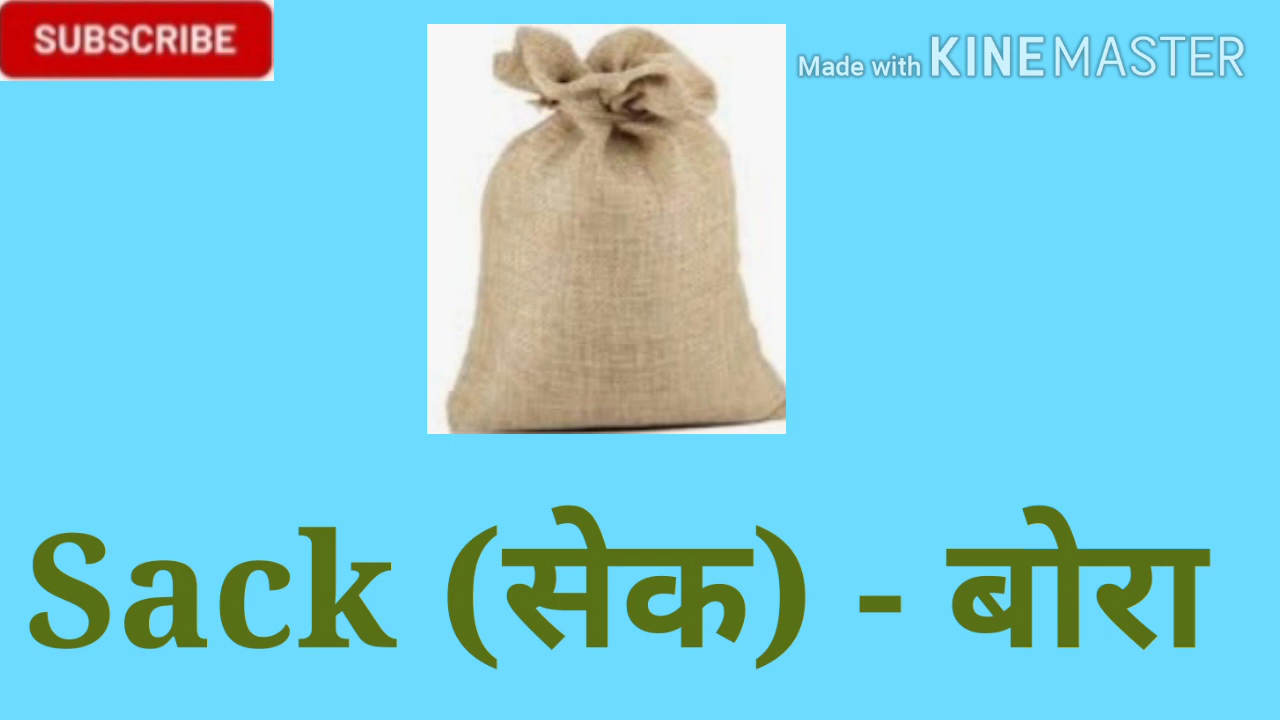 SUBSCRIBE
Made with KINEMASTER
Sack (सेक) - बोरा